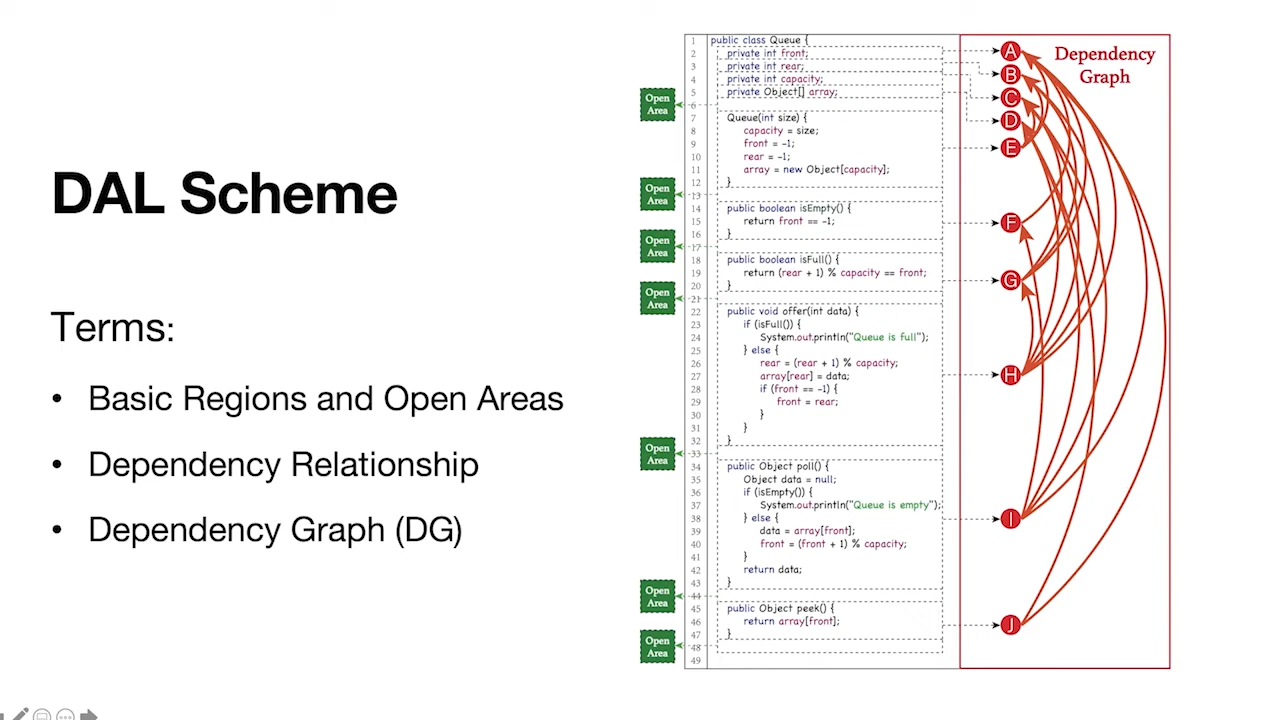 DAL Scheme
Terms:
• Basic Regions and Open Areas
• Dependency Relationship
• Dependency Graph (DG)
Open
Area
Open
Area
Open
Area
Open
Area
Open
Area
Open
Area
Open
Area
1 public class Queue {
2 private int front;
3 private int rear;
4 private int capacity;
5 private Object[] array;
6
7 Queue(int size) {
8 capacity = size;
9 front = -1;
10 rear = -1;
11 array = new Object[capacity];
12 }
13
14 public boolean isEmpty() {
15 return front == -1;
16 }
17
18 public boolean isFull() {
19 return (rear + 1) % capacity == front;
20 }
21
22 public void offer(int data) {
23 if (isFull()) {
24 System.out.println("Queue is full");
25 } else {
26 rear = (rear + 1) % capacity;
27 array[rear] = data;
28 if (front == -1) {
29 front = rear;
30 }
31 }
32 }
33
34 public Object poll() {
35 Object data = null;
36 if (isEmpty()) {
37 System.out.println("Queue is empty");
38 } else {
39 data = array[front];
40 front = (front + 1) % capacity;
41 }
42 return data;
43 }
44
45 public Object peek() {
46 return array[front];
47 }
48
49
Dependency
Graph
A
B
C
D
E
F
G
H
I
J